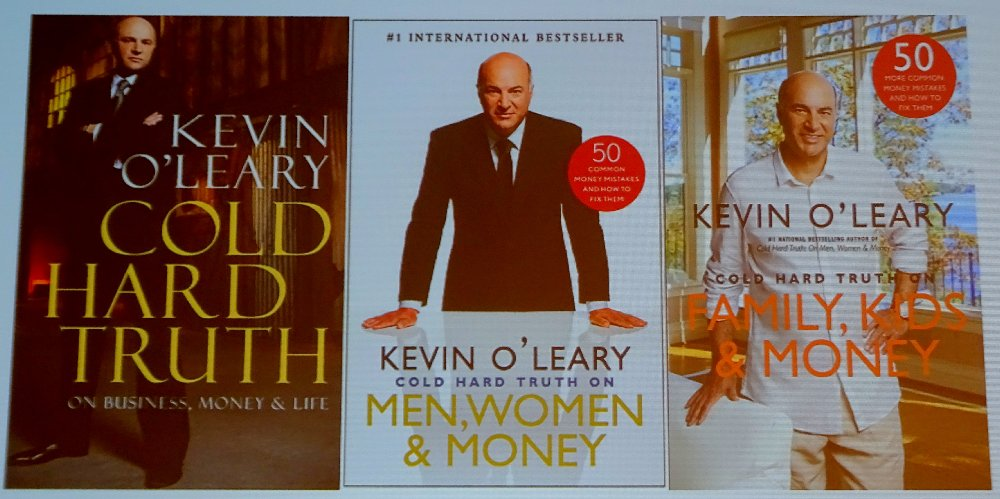 KEVIN
O'LEARY
COLD
HARD
TRUTH
ON BUSINESS, MONEY & LIFE
#1 INTERNATIONAL BESTSELLER
50
COMMON
MONEY MISTAKES
AND HOW TO
FIX THEM!
KEVIN O'LEARY
COLD HARD TRUTH ON
MEN, WOMEN
& MONEY
50
MORE COMMON
MONEY MISTAKES
AND HOW TO
FIX THEM
KEVIN O'LEARY
#1 NATIONAL BESTSELLING AUTHOR OF
Cold Hard Truth: On Men, Women & Money
COLD HARD TRUTH ON
FAMILY, KIDS
& MONEY